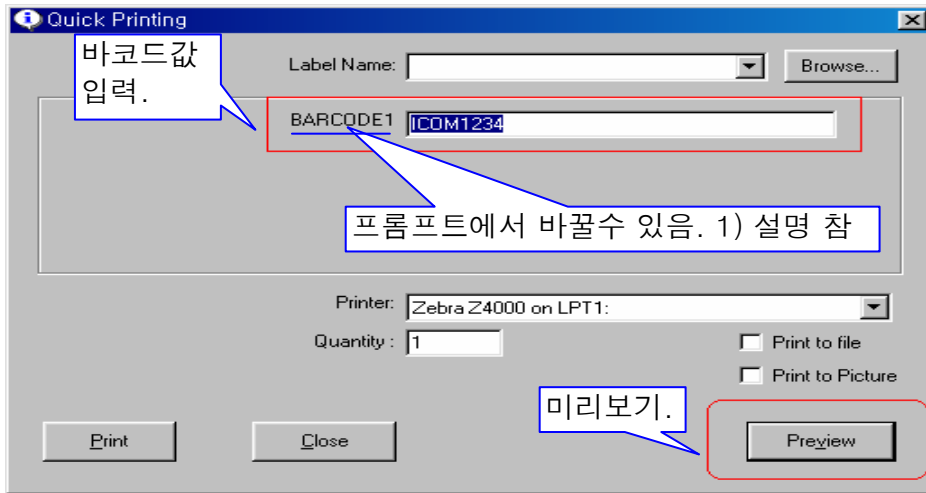 Quick Printing
바코드값
입력.
Label Name:
Browse...
BARCODE1 ICOM1234
프롬프트에서 바꿀수 있음. 1) 설명 참
Printer: Zebra Z4000 on LPT1:
Quantity : 1
Print to file
Print to Picture
미리보기.
Print
Close
Preview